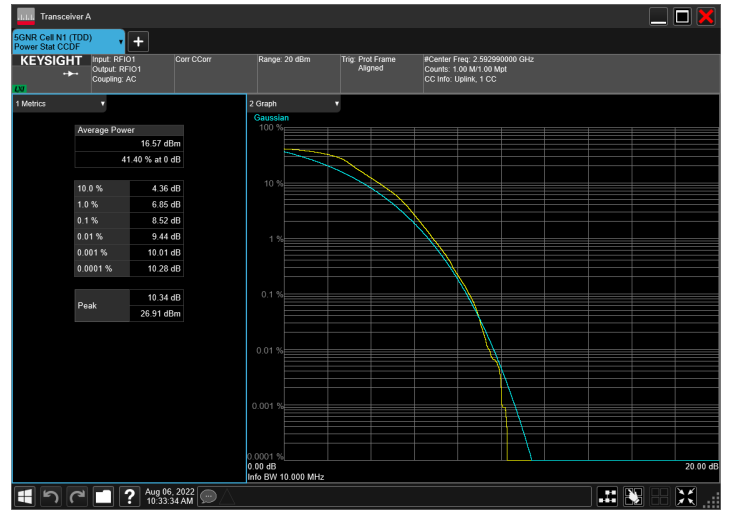 Transceiver A
5GNR Cell N1 (TDD)
Power Stat CCDF
KEYSIGHT
LXI
Input: RFIO1
Output: RFIO1
Coupling: AC
Corr CCorr
Range: 20 dBm
Trig: Prot Frame
Aligned
#Center Freq: 2.592990000 GHz
Counts: 1.00 M/1.00 Mpt
CC Info: Uplink, 1 CC
1 Metrics
Average Power
16.57 dBm
41.40 % at 0 dB
10.0 % 4.36 dB
1.0 % 6.85 dB
0.1 % 8.52 dB
0.01 % 9.44 dB
0.001 % 10.01 dB
0.0001 % 10.28 dB
Peak
10.34 dB
26.91 dBm
2 Graph
Gaussian
100 %
10 %
1 %
0.1 %
0.01 %
0.001 %
0.0001 %
0.00 dB
20.00 dB
Info BW 10.000 MHz
?
Aug 06, 2022
10:33:34 AM